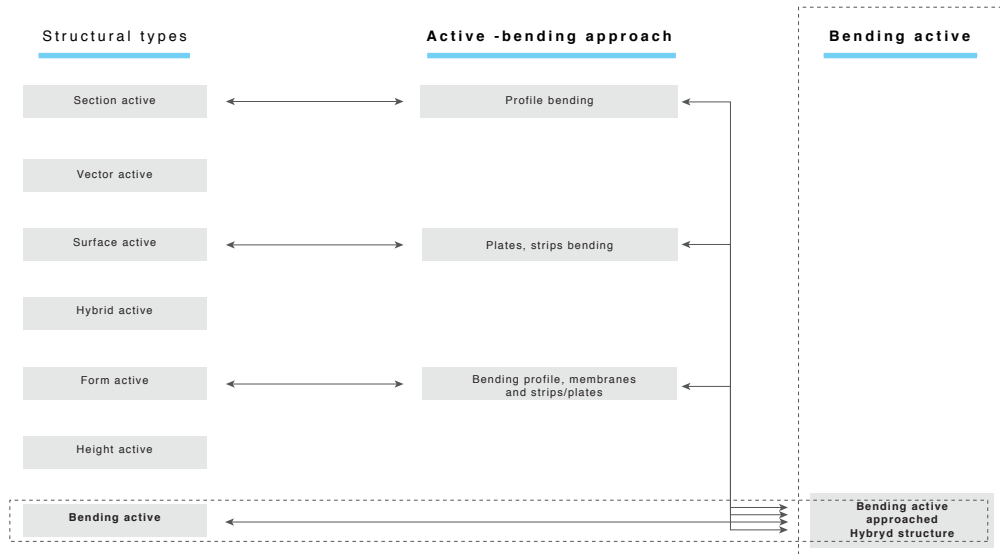 Structural types
Active -bending approach
Bending active
Section active
Profile bending
Vector active
Surface active
Plates, strips bending
Hybrid active
Form active
Bending profile, membranes
and strips/plates
Height active
Bending active
Bending active
approached
Hybryd structure